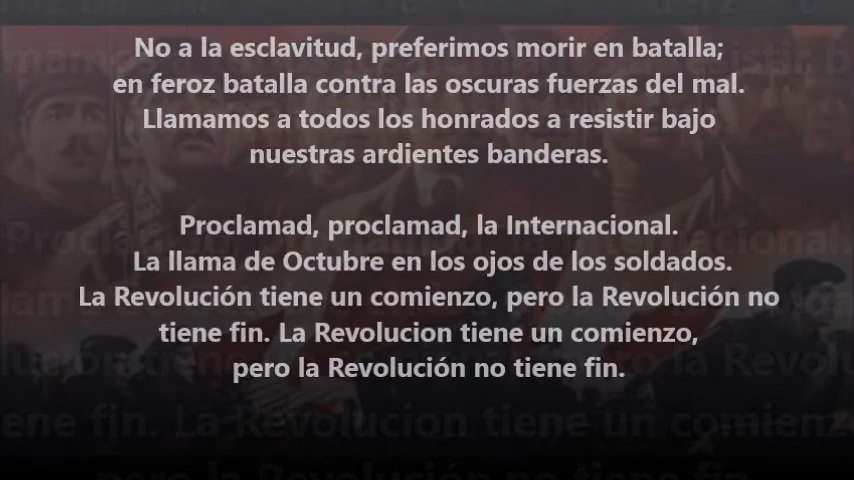 No a la esclavitud, preferimos morir en batalla;
en feroz batalla contra las oscuras fuerzas del mal.
Llamamos a todos los honrados a resistir bajo
nuestras ardientes banderas.
Proclamad, proclamad, la Internacional.
La llama de Octubre en los ojos de los soldados.
La Revolución tiene un comienzo, pero la Revolución no
tiene fin. La Revolucion tiene un comienzo,
pero la Revolución no tiene fin.